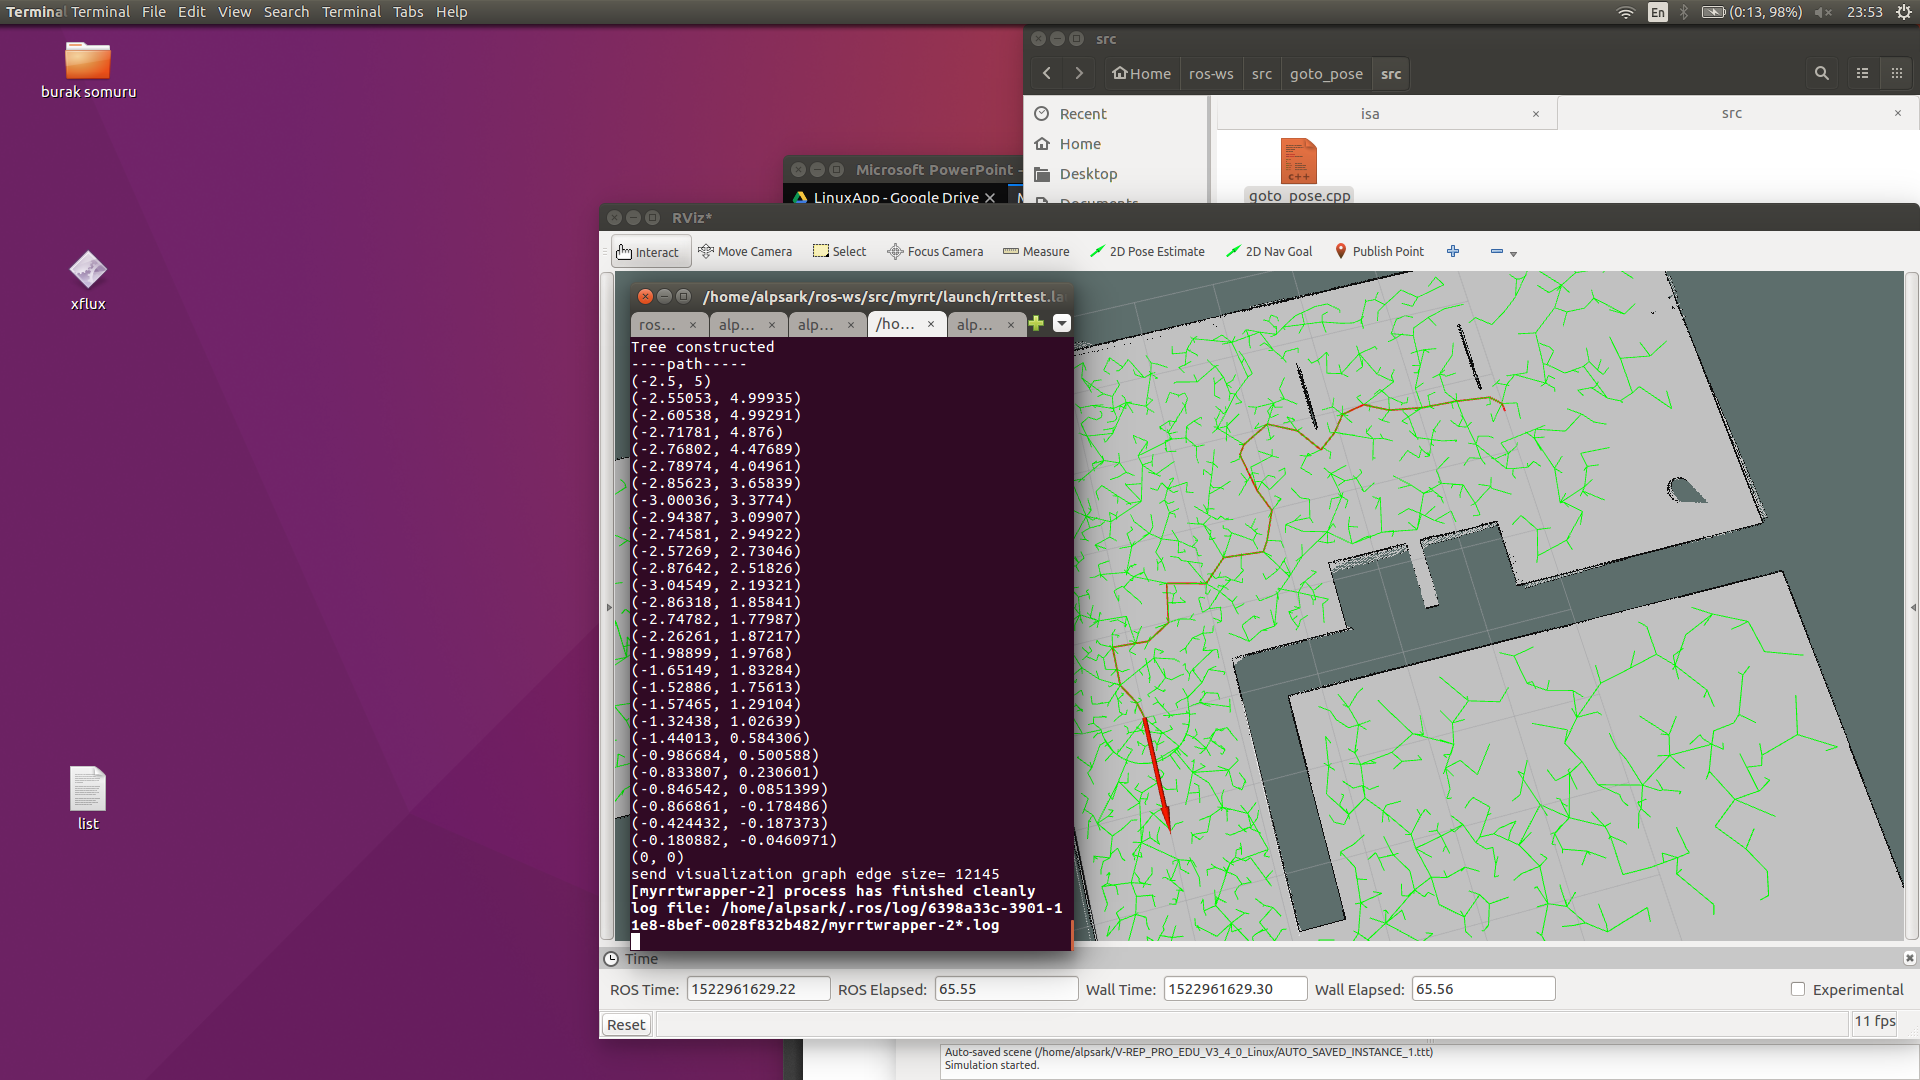 Terminal Terminal File Edit View Search Terminal Tabs Help
En (0:13, 98%) 23:53
burak somuru
xflux
list
src
Home ros-ws src goto_pose src
Recent
Home
Desktop
Documents
isa
src
c++
goto_pose.cpp
Microsoft PowerPoint -
LinuxApp - Google Drive
RViz*
Interact Move Camera Select Focus Camera Measure 2D Pose Estimate 2D Nav Goal Publish Point
/home/alpsark/ros-ws/src/myrrt/launch/rrttest.la
ros... alp... alp... /ho... alp...
Tree constructed
----path-----
(-2.5, 5)
(-2.55053, 4.99935)
(-2.60538, 4.99291)
(-2.71781, 4.876)
(-2.76802, 4.47689)
(-2.78974, 4.04961)
(-2.85623, 3.65839)
(-3.00036, 3.3774)
(-2.94387, 3.09907)
(-2.74581, 2.94922)
(-2.57269, 2.73046)
(-2.87642, 2.51826)
(-3.04549, 2.19321)
(-2.86318, 1.85841)
(-2.74782, 1.77987)
(-2.26261, 1.87217)
(-1.98899, 1.9768)
(-1.65149, 1.83284)
(-1.52886, 1.75613)
(-1.57465, 1.29104)
(-1.32438, 1.02639)
(-1.44013, 0.584306)
(-0.986684, 0.500588)
(-0.833807, 0.230601)
(-0.846542, 0.0851399)
(-0.866861, -0.178486)
(-0.424432, -0.187373)
(-0.180882, -0.0460971)
(0, 0)
send visualization graph edge size= 12145
[myrrtwrapper-2] process has finished cleanly
log file: /home/alpsark/.ros/log/6398a33c-3901-1
1e8-8bef-0028f832b482/myrrtwrapper-2*.log
Time
ROS Time: 1522961629.22 ROS Elapsed: 65.55 Wall Time: 1522961629.30 Wall Elapsed: 65.56 Experimental
Reset 11 fps
Auto-saved scene (/home/alpsark/V-REP_PRO_EDU_V3_4_0_Linux/AUTO_SAVED_INSTANCE_1.ttt)
Simulation started.